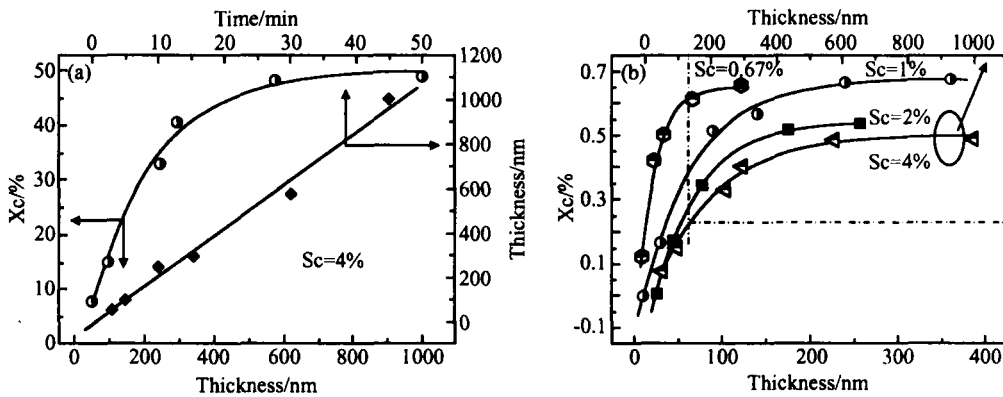 Time/min
0 10 20 30 40 50
(a)
Xc/%
50
40
30
20
10
0
1200
1000
800
600
400
200
0
Thickness/nm
Sc=4%
0 200 400 600 800 1000
Thickness/nm
Thickness/nm
0 200 400 600 800 1000
(b)
Sc=0.67%
Sc=1%
Sc=2%
Sc=4%
Xc/%
0.7
0.5
0.3
0.1
-0.1
0 100 200 300 400
Thickness/nm